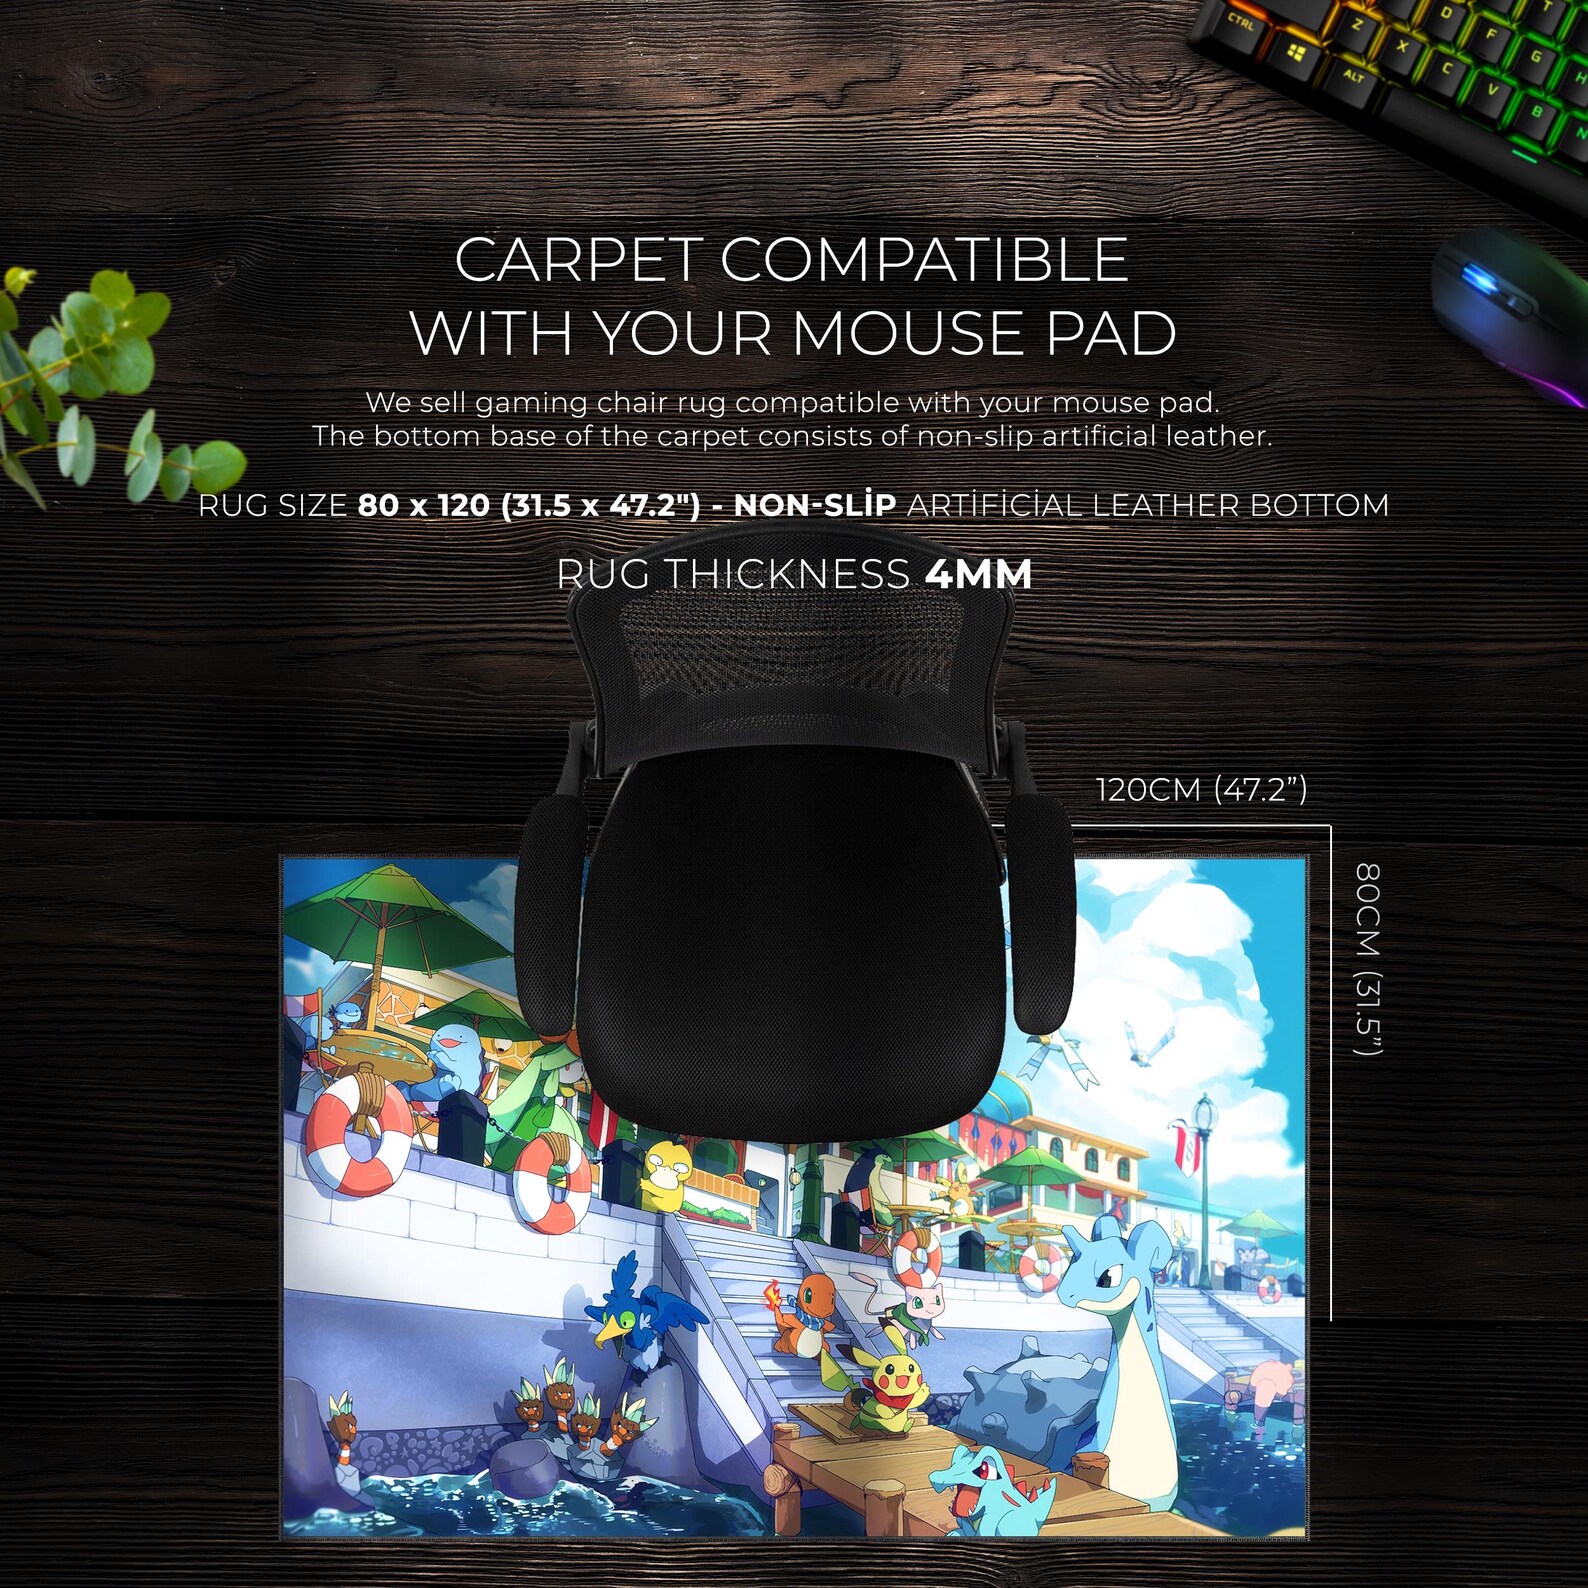 CTRL
ALT
Z
X
C
V
B
N
D
F
G
H
T
CARPET COMPATIBLE
WITH YOUR MOUSE PAD
We sell gaming chair rug compatible with your mouse pad.
The bottom base of the carpet consists of non-slip artificial leather.
RUG SIZE 80 x 120 (31.5 x 47.2") - NON-SLİP ARTİFİCİAL LEATHER BOTTOM
RUG THICKNESS 4MM
120CM (47.2”)
80CM (31.5”)